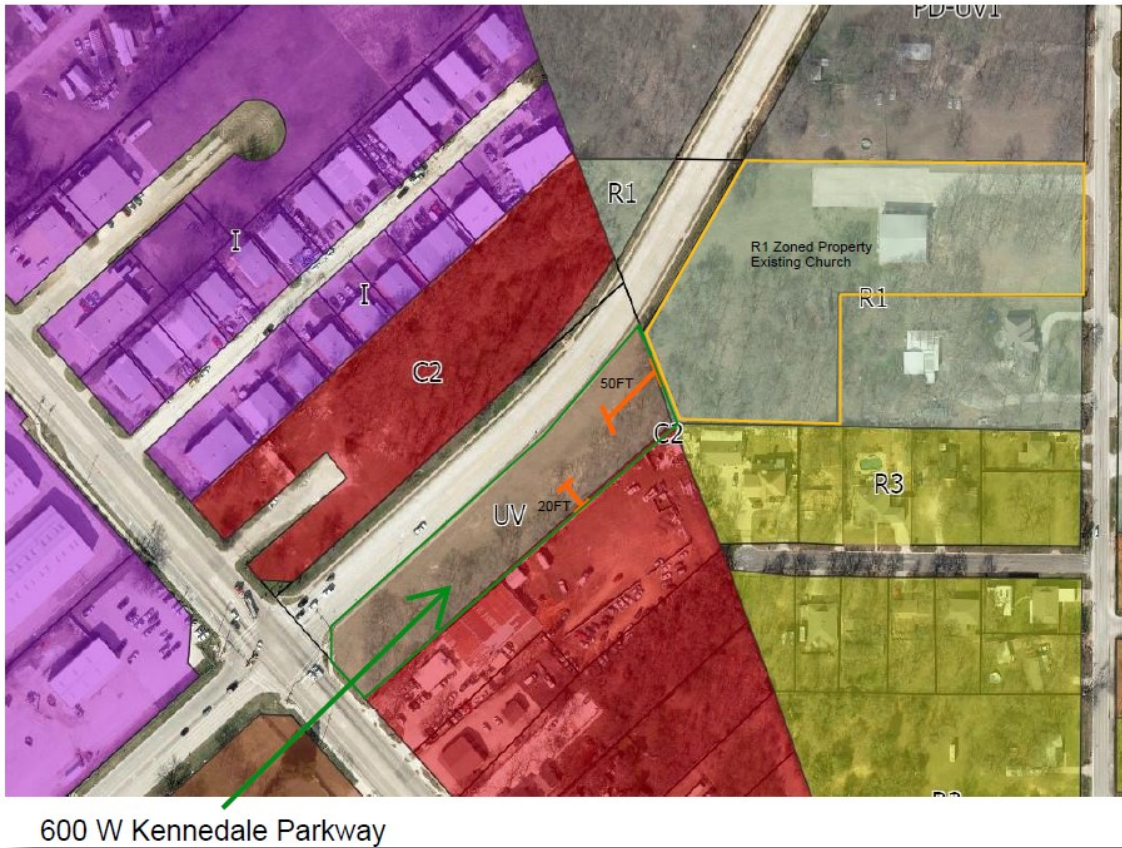 PD-UV1
R1
R1 Zoned Property
Existing Church
I
R1
I
C2
50FT
C2
R3
20FT
UV
600 W Kennedale Parkway